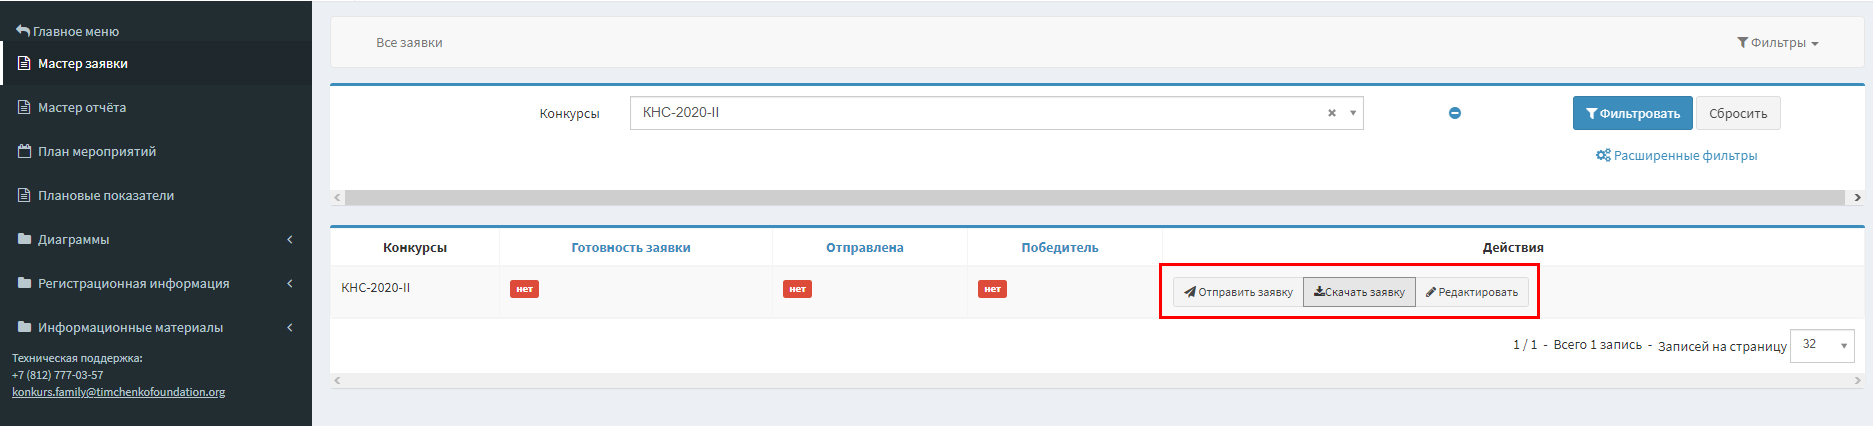 Главное меню
Мастер заявки
Мастер отчёта
План мероприятий
Плановые показатели
Диаграммы
Регистрационная информация
Информационные материалы
Техническая поддержка:
+7 (812) 777-03-57
konkurs.family@timchenkofoundation.org
Все заявки
Фильтры
Конкурсы
КНС-2020-II
Фильтровать
Сбросить
Расширенные фильтры
Конкурсы Готовность заявки Отправлена Победитель Действия
КНС-2020-II нет нет нет Отправить заявку Скачать заявку Редактировать
1 / 1 - Всего 1 запись - Записей на страницу 32